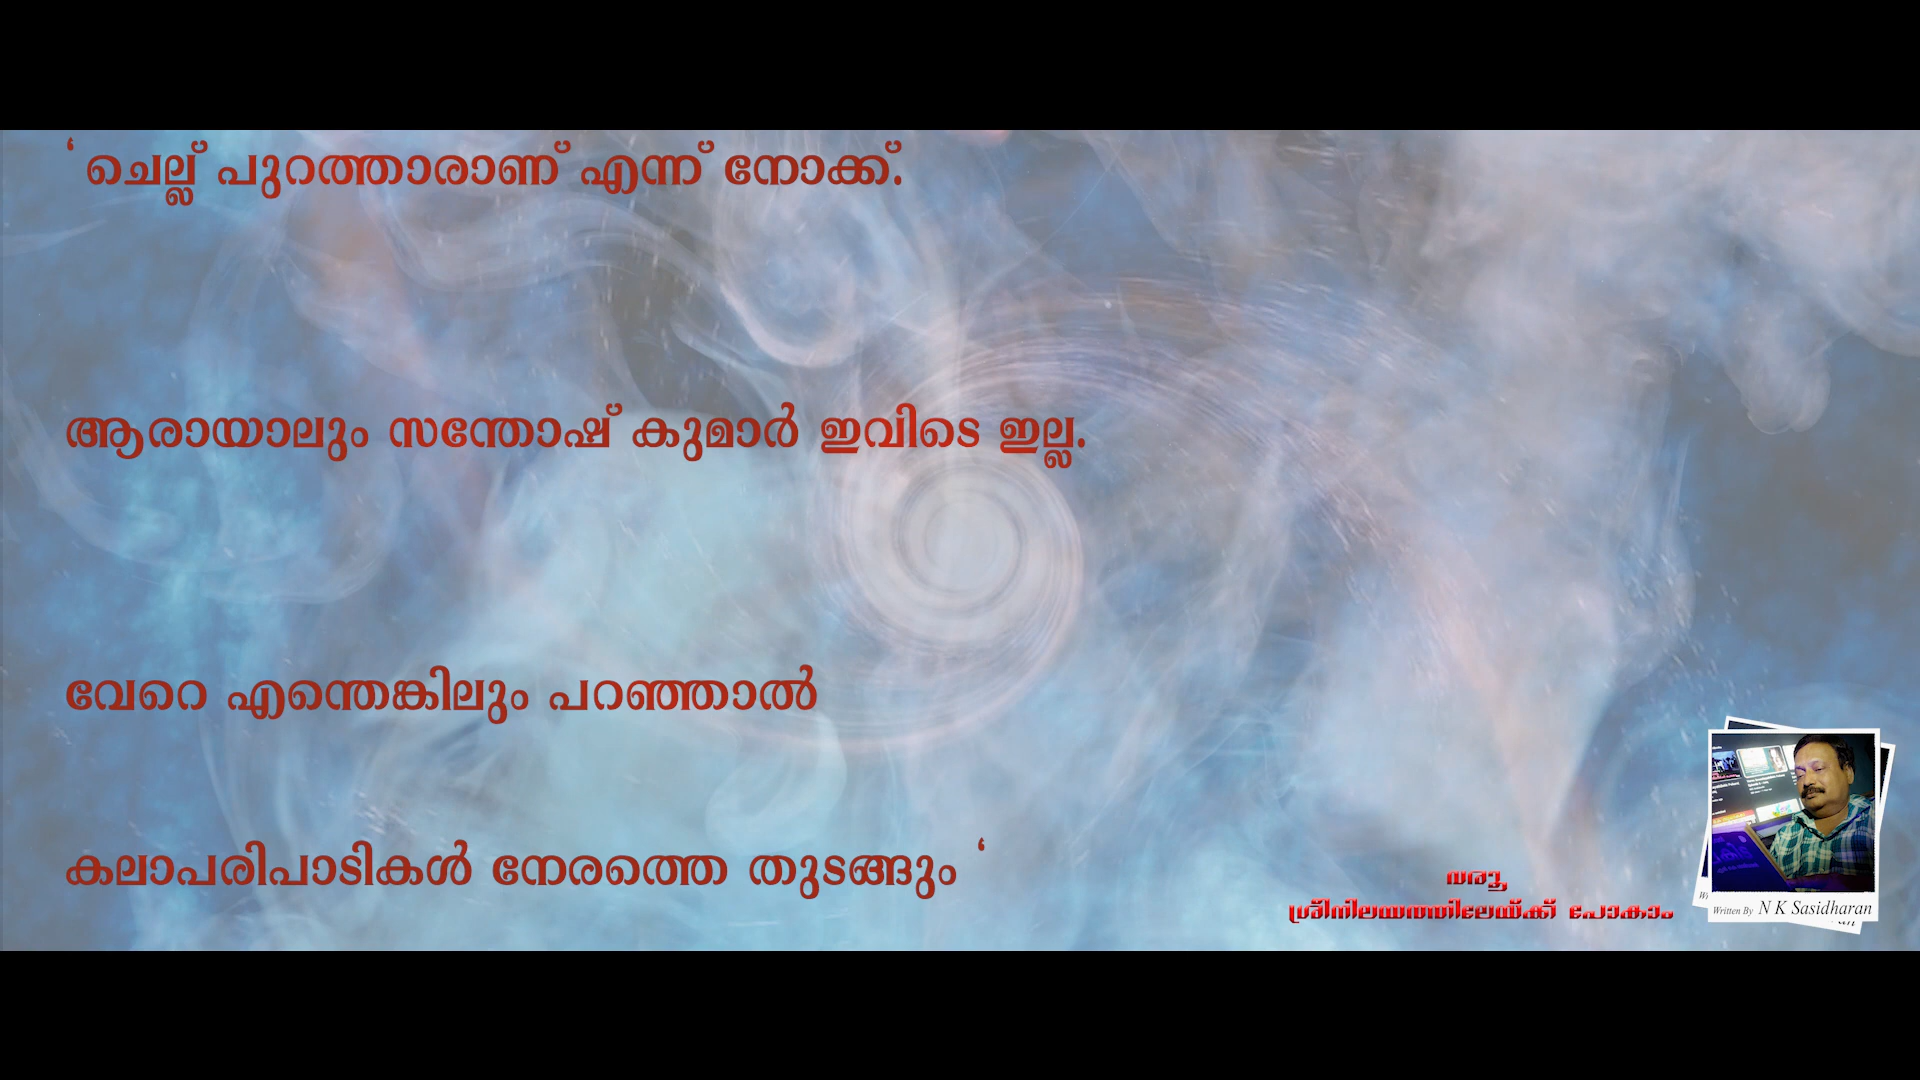 ‘ ചെല്ല് പുറത്താരാണ് എന്ന് നോക്ക്.
ആരായാലും സന്തോഷ് കുമാർ ഇവിടെ ഇല്ല.
വേറെ എന്തെങ്കിലും പറഞ്ഞാൽ
കലാപരിപാടികൾ നേരത്തെ തുടങ്ങും ‘
വരൂ
ശ്രീനിലയത്തിലേയ്ക്ക് പോകാം
Written By N K Sasidharan